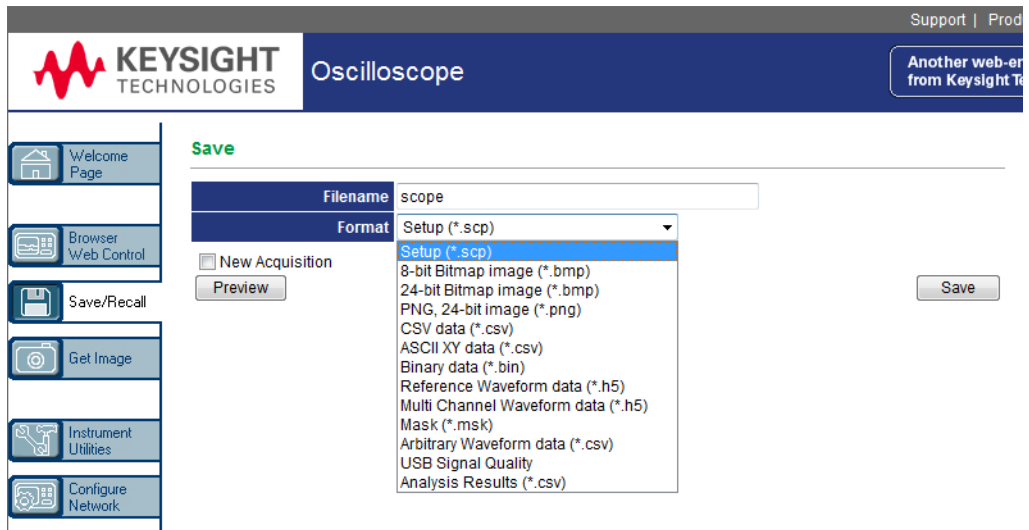 Support | Prod
KEYSIGHT
TECHNOLOGIES
Oscilloscope
Another web-en
from Keysight Te
Welcome
Page
Browser
Web Control
Save/Recall
Get Image
Instrument
Utilities
Configure
Network
Save
Filename scope
Format Setup (*.scp)
Setup (*.scp)
8-bit Bitmap image (*.bmp)
24-bit Bitmap image (*.bmp)
PNG, 24-bit image (*.png)
CSV data (*.csv)
ASCII XY data (*.csv)
Binary data (*.bin)
Reference Waveform data (*.h5)
Multi Channel Waveform data (*.h5)
Mask (*.msk)
Arbitrary Waveform data (*.csv)
USB Signal Quality
Analysis Results (*.csv)
New Acquisition
Preview
Save